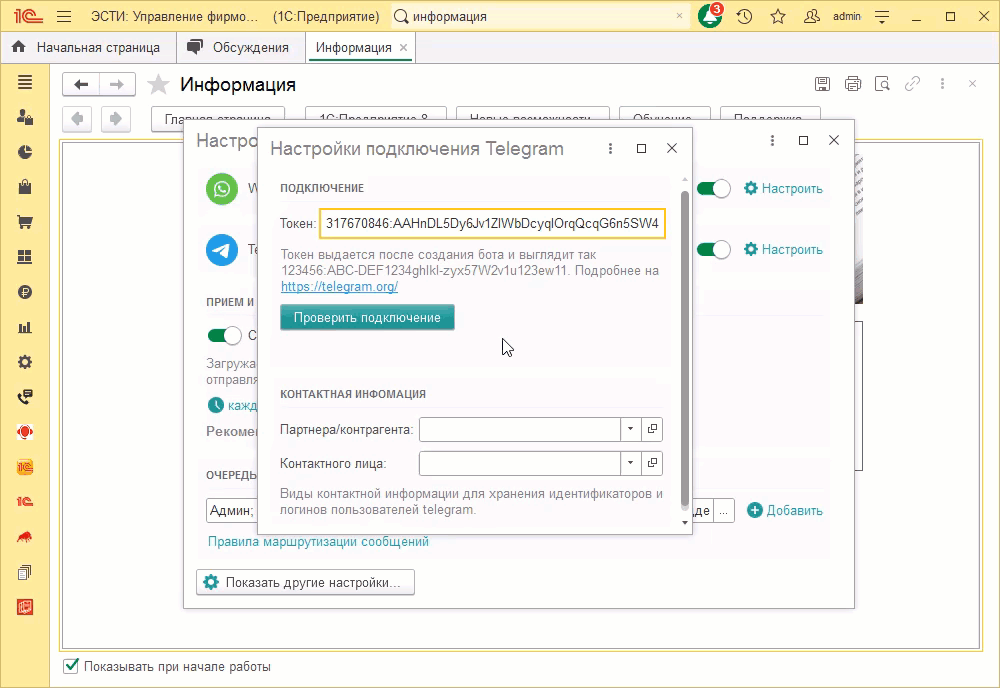 ЭСТИ: Управление фирмо... (1С:Предприятие) информация 3 admin
Начальная страница Обсуждения Информация
Информация
Главная страница 1С:Предприятие 8 Новые возможности Обучение Поддержка
Настро
Настройки подключения Telegram
ПОДКЛЮЧЕНИЕ
W Настроить
Токен: 317670846:AAHnDL5Dy6Jv1ZlWbDcyqIOrqQcqG6n5SW4
Te Настроить
Токен выдается после создания бота и выглядит так
123456:ABC-DEF1234ghIkl-zyx57W2v1u123ew11. Подробнее на
https://telegram.org/
ПРИЕМ И
Проверить подключение
С
Загружа
отправля
КОНТАКТНАЯ ИНФОМАЦИЯ
кажд
Партнера/контрагента:
Рекоме
Контактного лица:
ОЧЕРЕДЬ
Виды контактной информации для хранения идентификаторов и
логинов пользователей telegram.
Админ; де ... Добавить
Правила маршрутизации сообщений
Показать другие настройки...
Показывать при начале работы